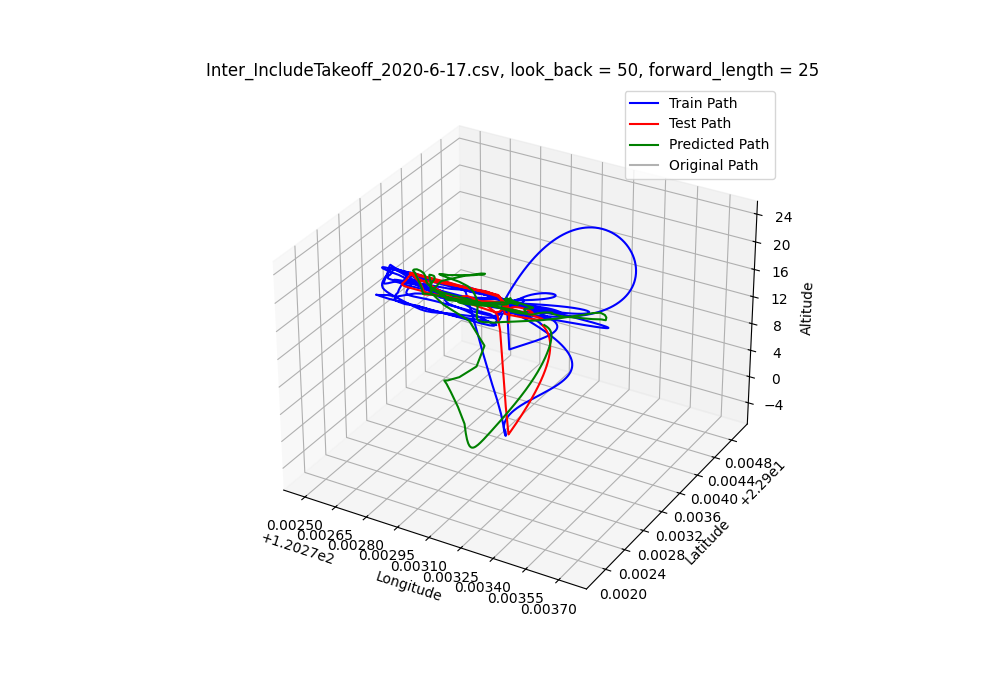 Inter_IncludeTakeoff_2020-6-17.csv, look_back = 50, forward_length = 25
Train Path
Test Path
Predicted Path
Original Path
24
20
16
12
8
4
0
−4
Altitude
0.0048
0.0044
0.0040
0.0036
0.0032
0.0028
0.0024
0.0020
+2.29e1
Latitude
0.00250
0.00265
0.00280
0.00295
0.00310
0.00325
0.00340
0.00355
0.00370
+1.2027e2
Longitude